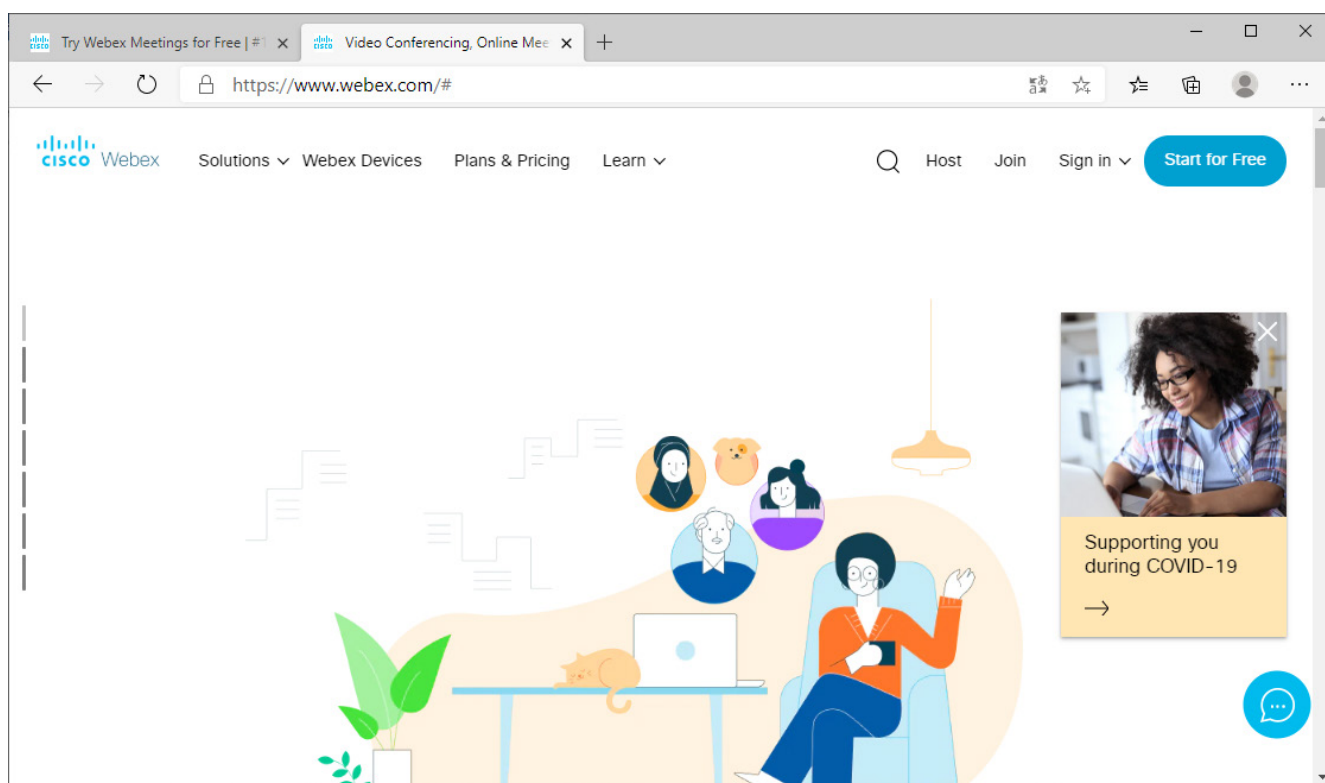 Try Webex Meetings for Free | #1
Video Conferencing, Online Mee
https://www.webex.com/#
CISCO Webex
Solutions
Webex Devices
Plans & Pricing
Learn
Host
Join
Sign in
Start for Free
Supporting you
during COVID-19